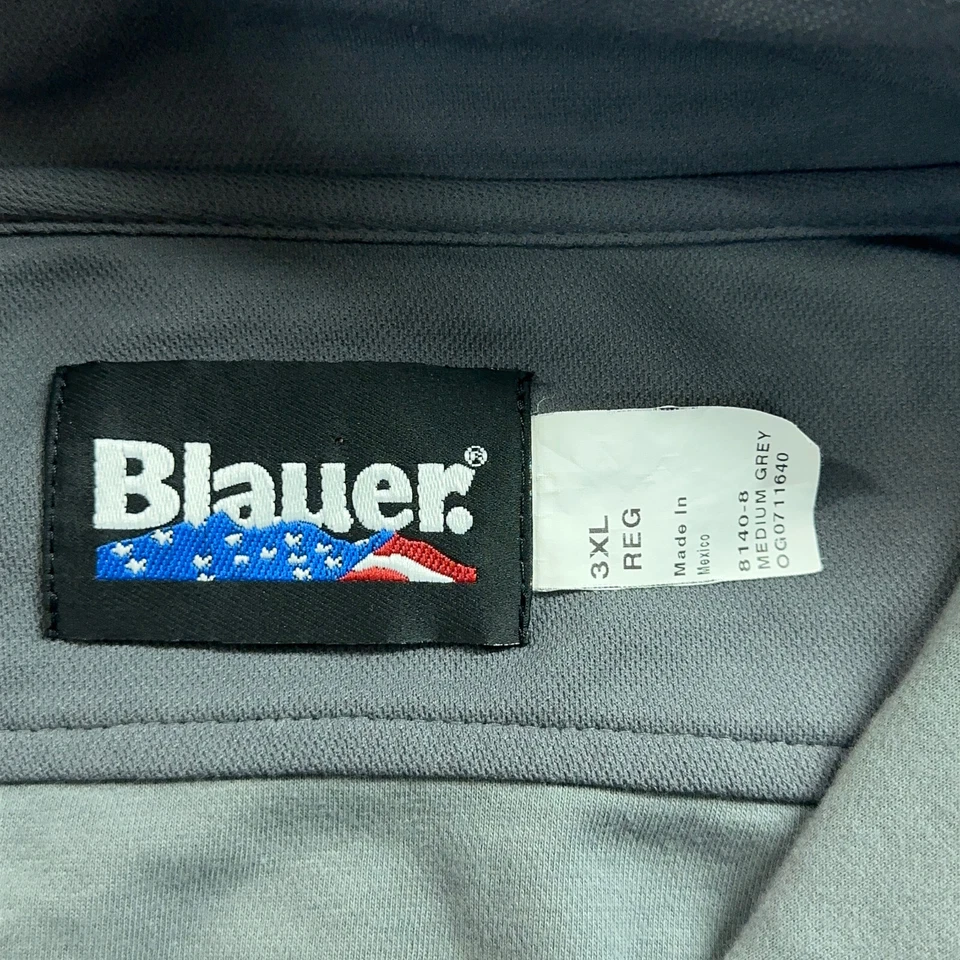 Blauer.®
3XL
REG
Made In
Mexico
8140-8
MEDIUM GREY
OG0711640